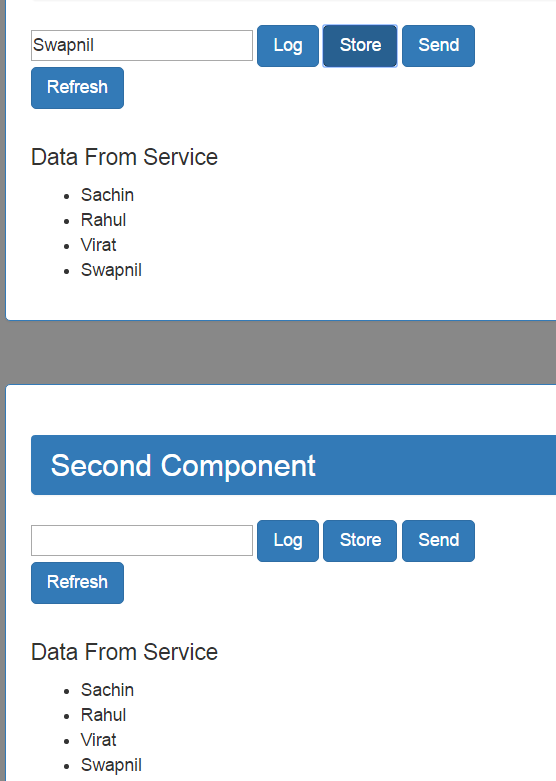 Swapnil Log Store Send
Refresh
Data From Service
Sachin
Rahul
Virat
Swapnil
Second Component
Log Store Send
Refresh
Data From Service
Sachin
Rahul
Virat
Swapnil